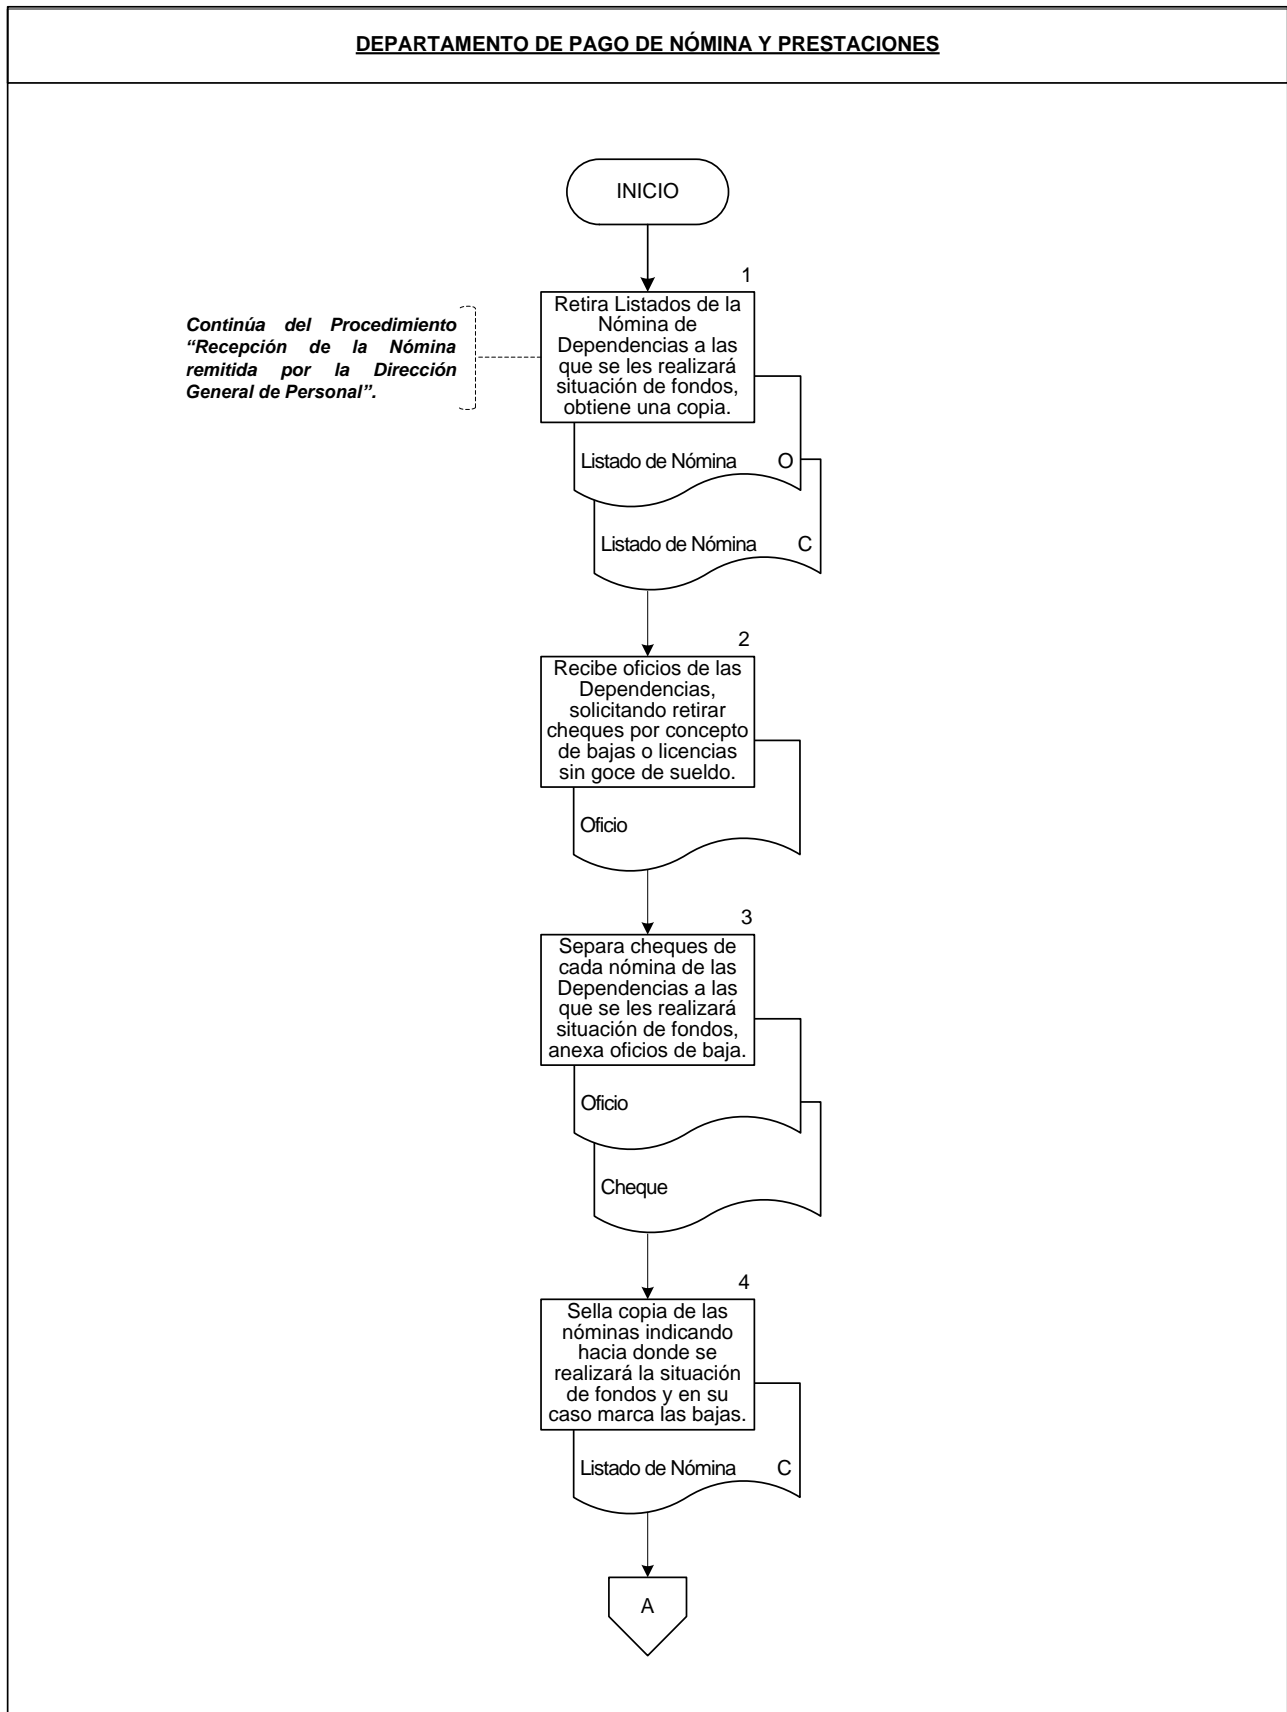 DEPARTAMENTO DE PAGO DE NÓMINA Y PRESTACIONES
INICIO
1
Retira Listados de la
Nómina de
Dependencias a las
que se les realizará
situación de fondos,
obtiene una copia.
Continúa del Procedimiento
“Recepción de la Nómina
remitida por la Dirección
General de Personal”.
Listado de Nómina O
Listado de Nómina C
2
Recibe oficios de las
Dependencias,
solicitando retirar
cheques por concepto
de bajas o licencias
sin goce de sueldo.
Oficio
3
Separa cheques de
cada nómina de las
Dependencias a las
que se les realizará
situación de fondos,
anexa oficios de baja.
Oficio
Cheque
4
Sella copia de las
nóminas indicando
hacia donde se
realizará la situación
de fondos y en su
caso marca las bajas.
Listado de Nómina C
A